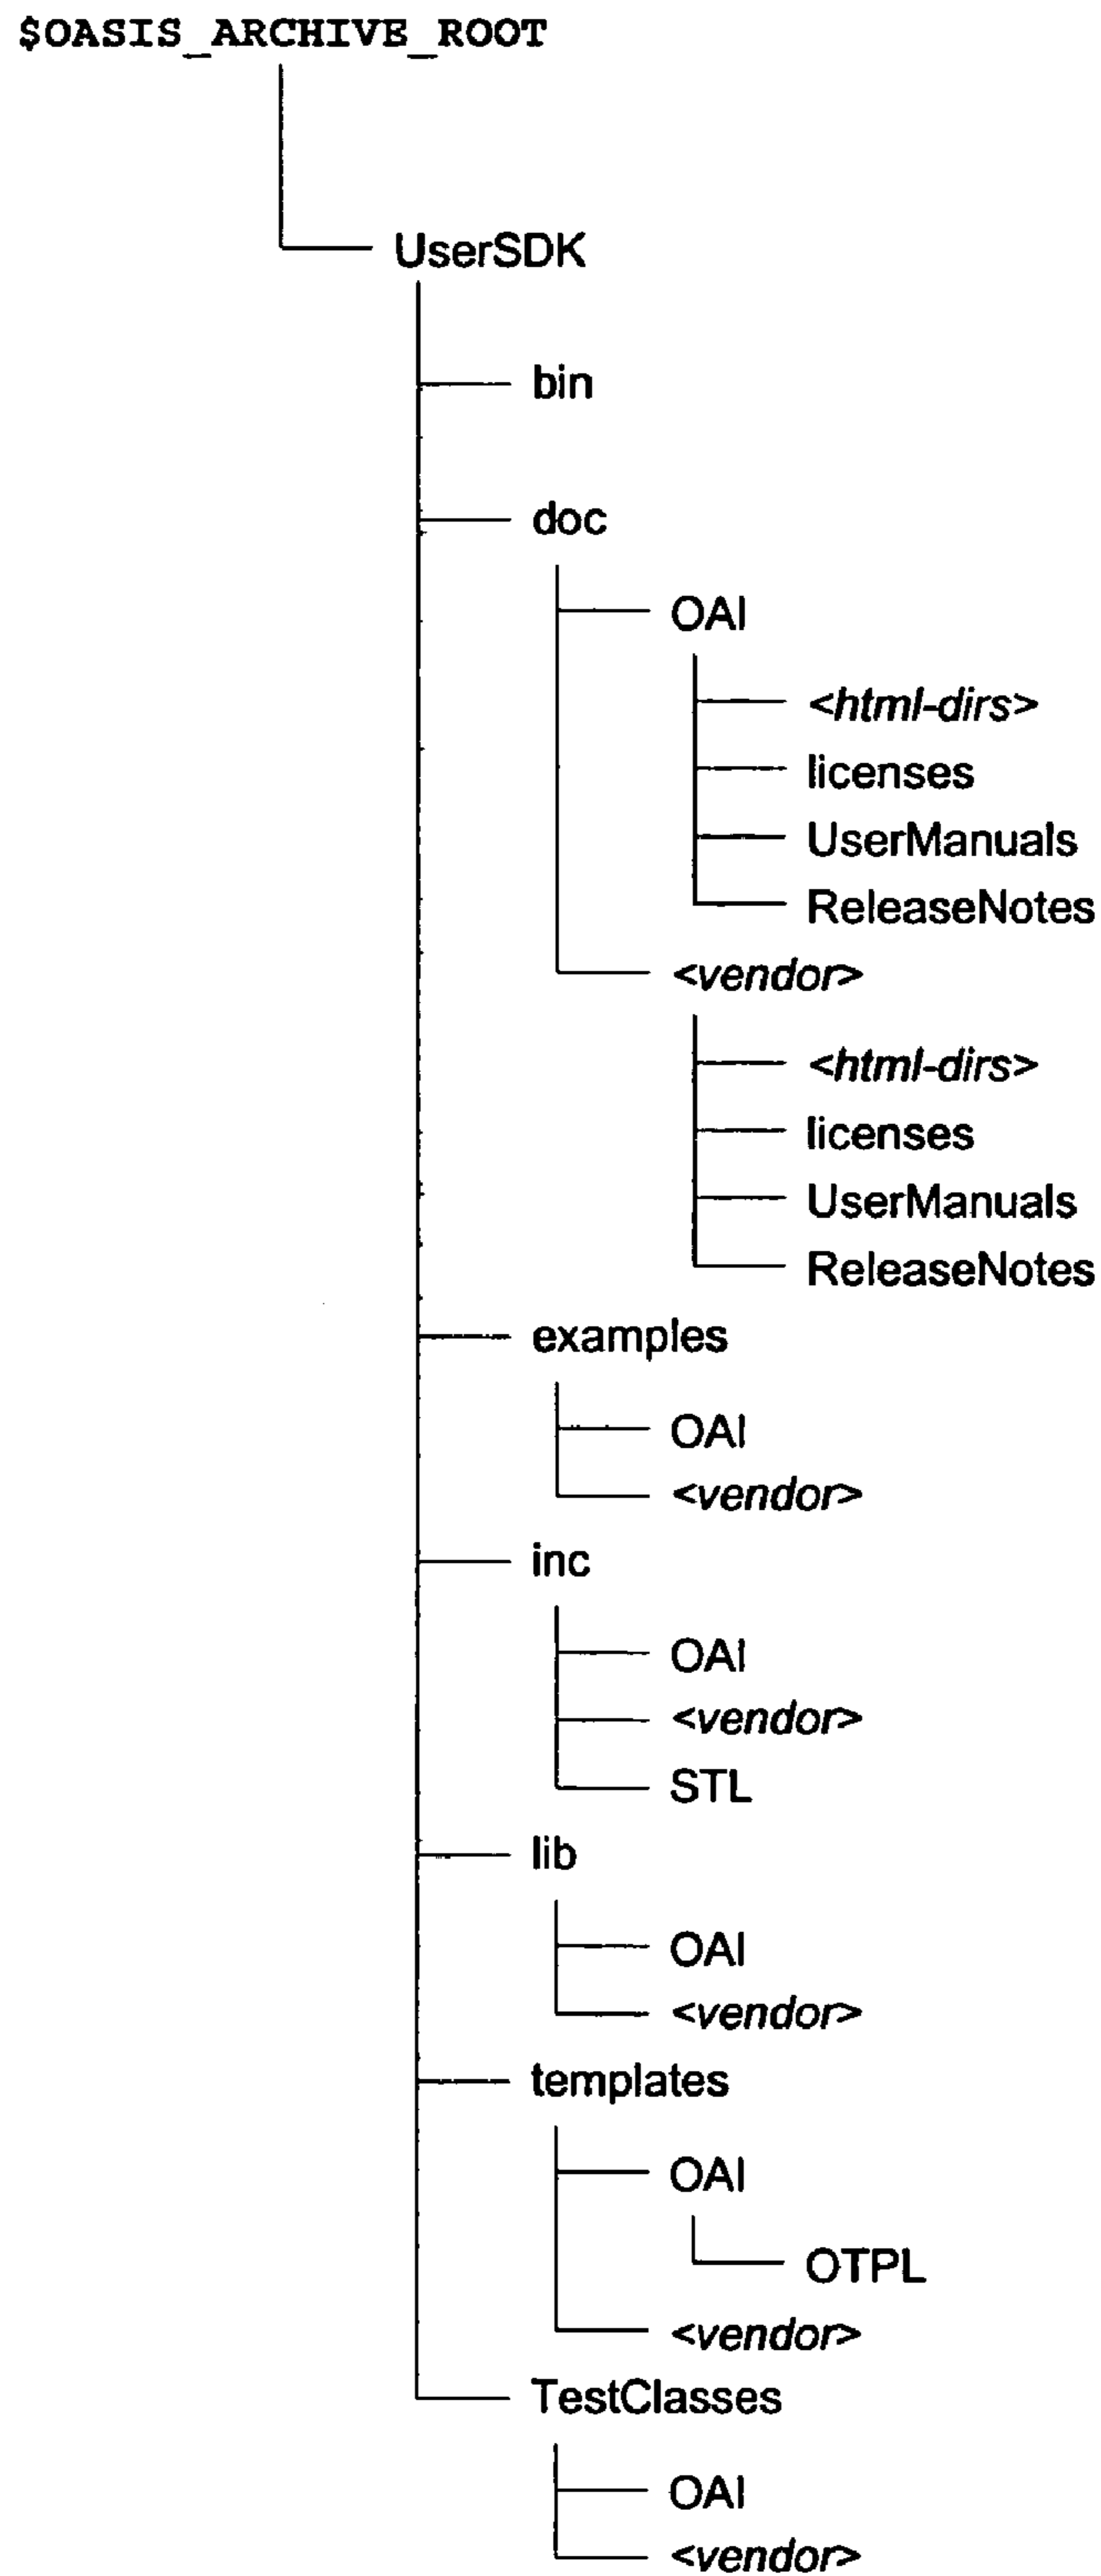 $OASIS_ARCHIVE_ROOT
UserSDK
bin
doc
OAI
<html-dirs>
licenses
UserManuals
ReleaseNotes
<vendor>
<html-dirs>
licenses
UserManuals
ReleaseNotes
examples
OAI
<vendor>
inc
OAI
<vendor>
STL
lib
OAI
<vendor>
templates
OAI
OTPL
<vendor>
TestClasses
OAI
<vendor>